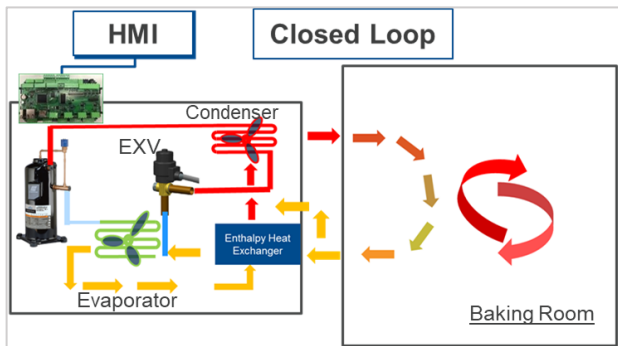 HMI
Closed Loop
Condenser
EXV
Enthalpy Heat
Exchanger
Evaporator
Baking Room